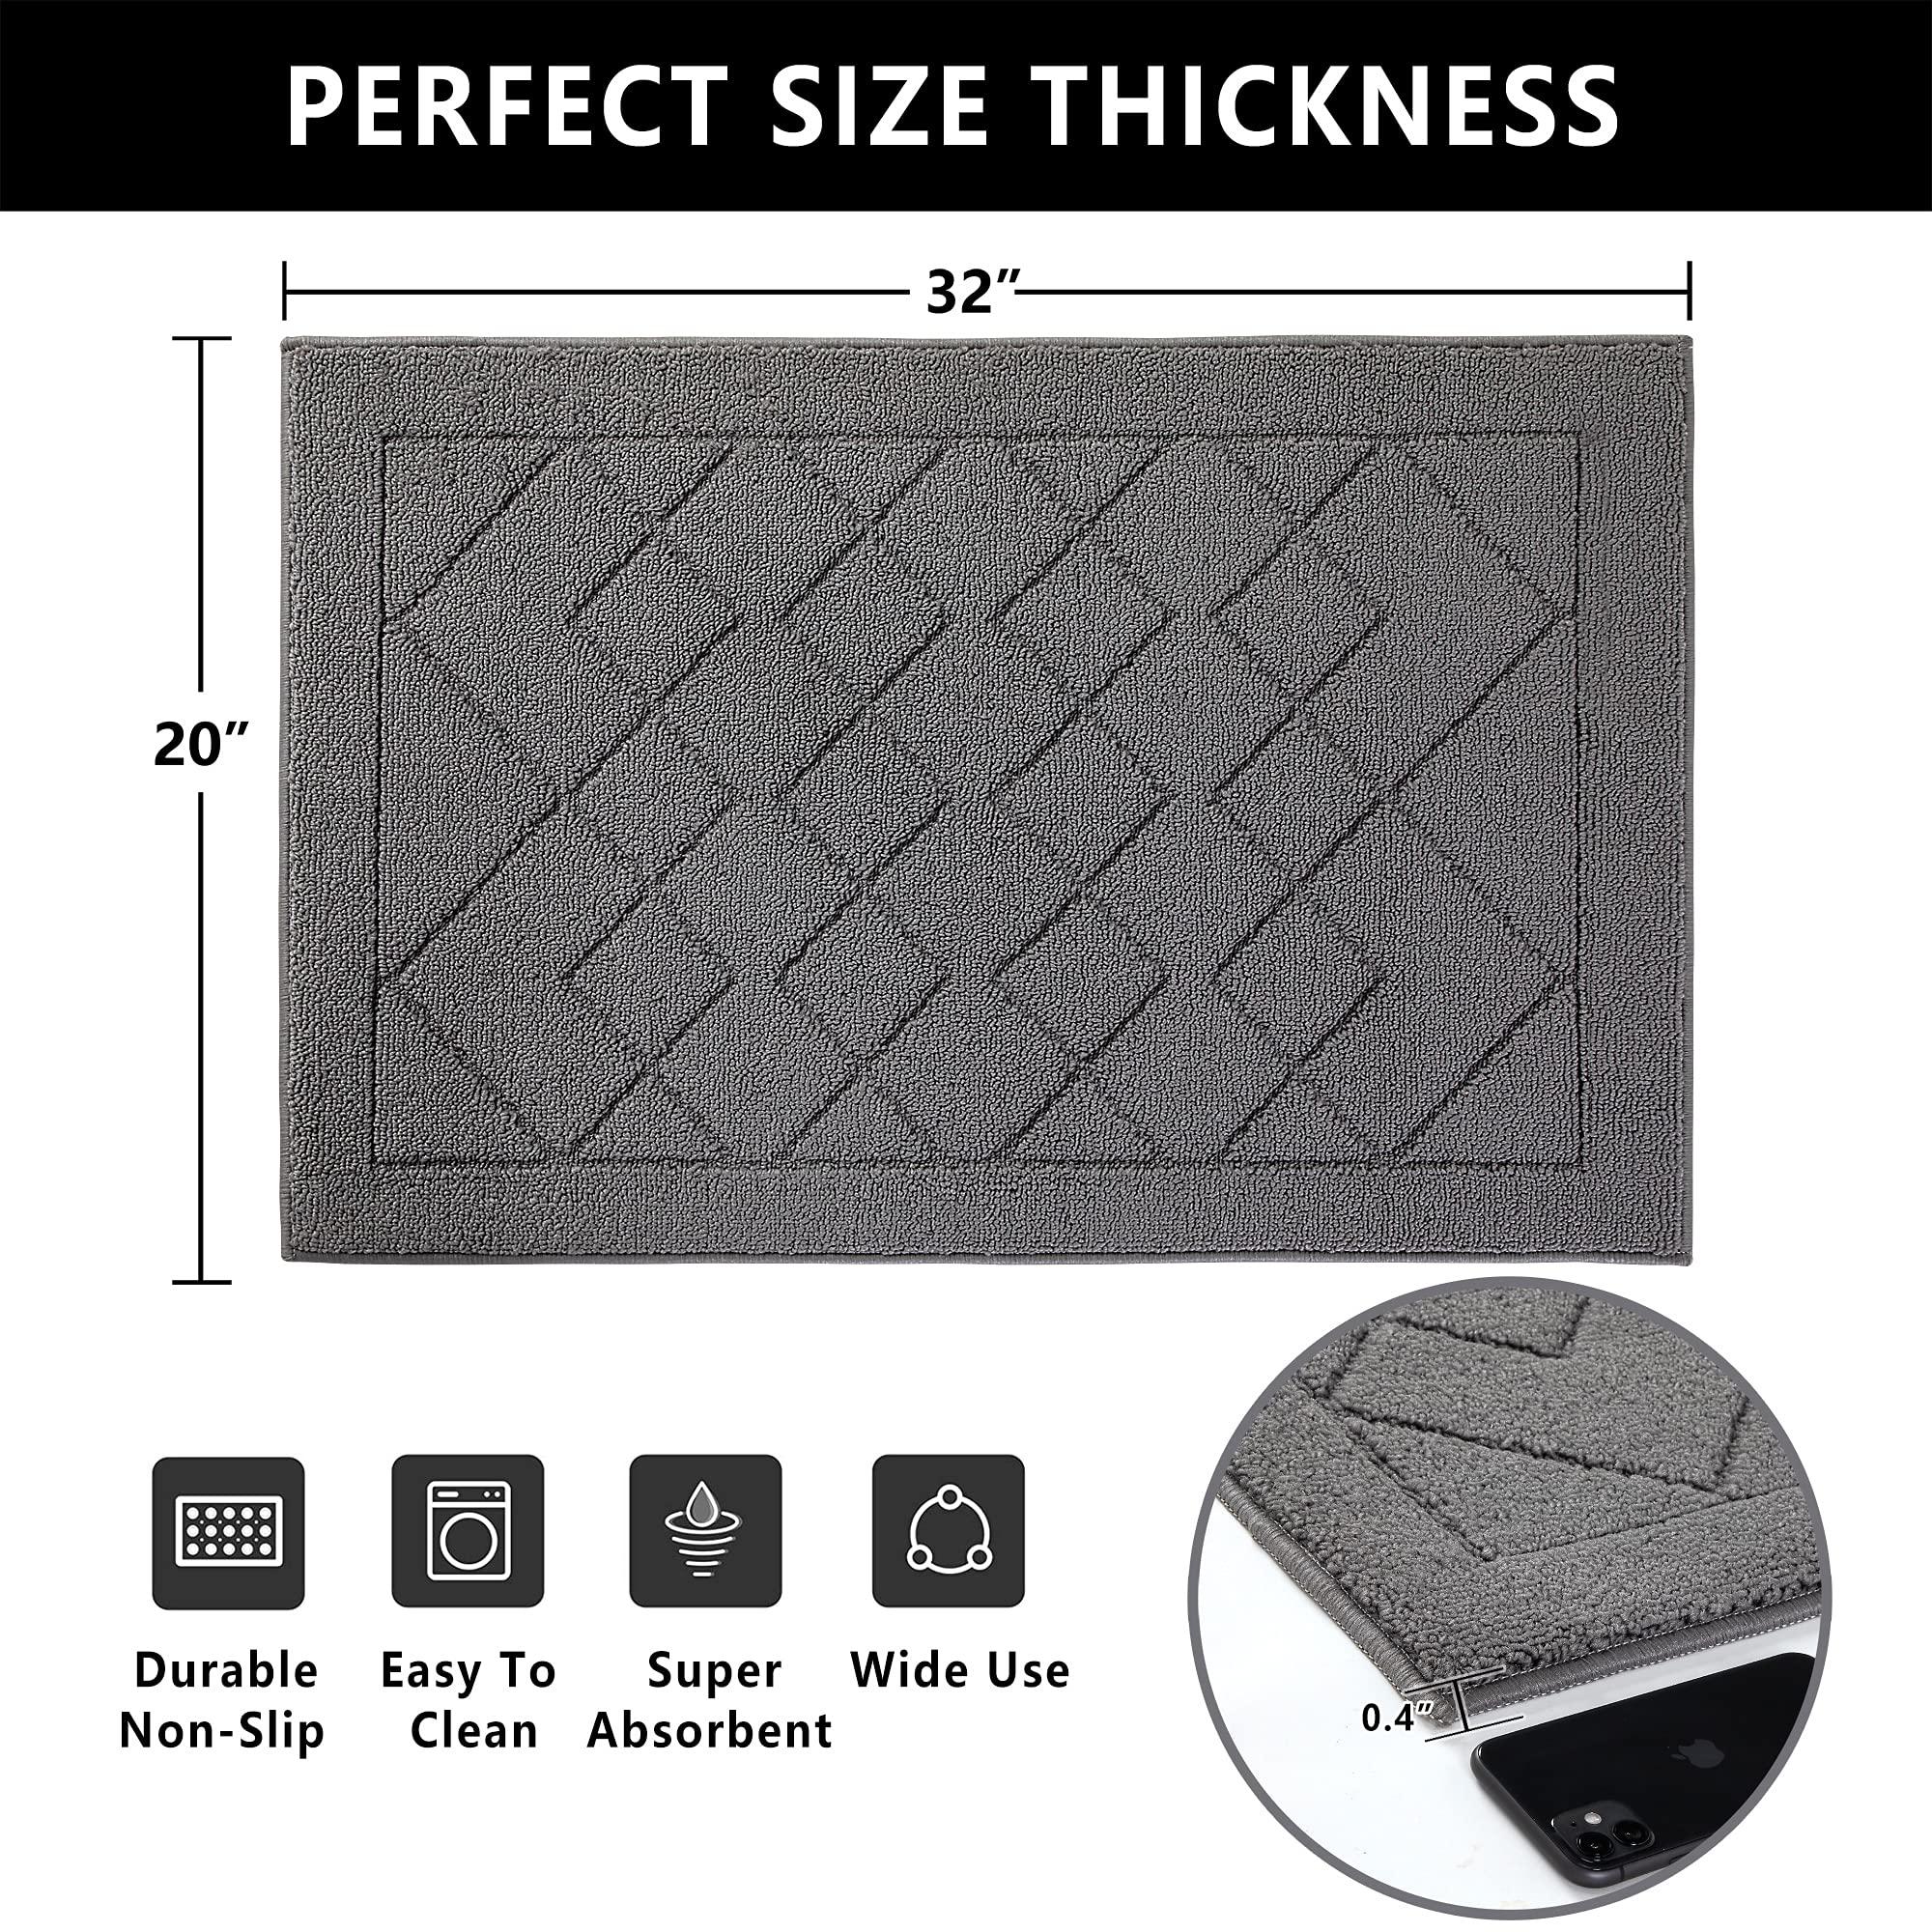 PERFECT SIZE THICKNESS
32”
20”
Durable
Non-Slip
Easy To
Clean
Super
Absorbent
Wide Use
0.4”